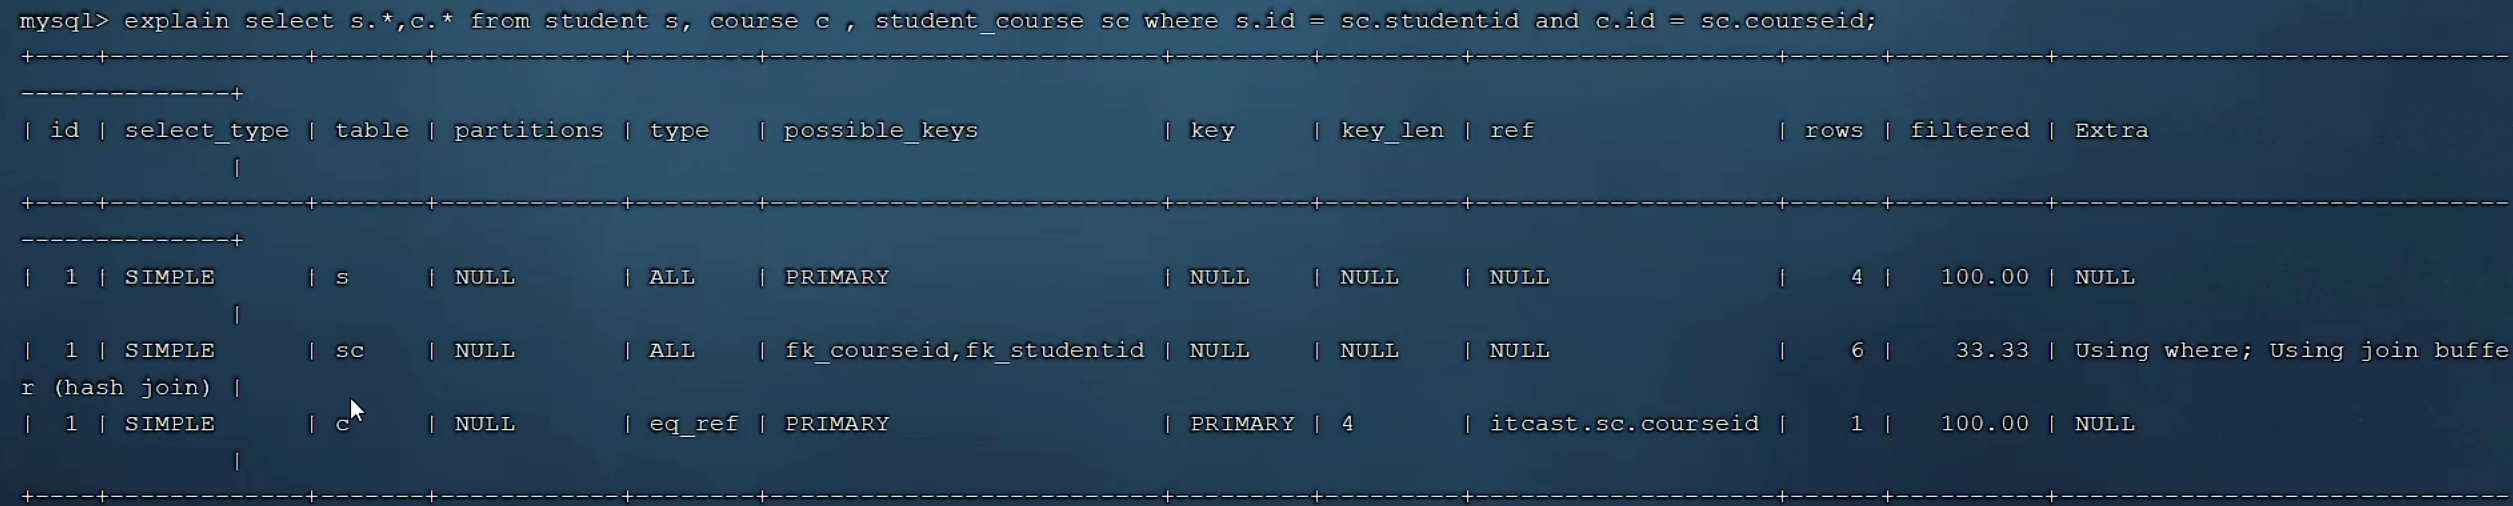 mysql> explain select s.*,c.* from student s, course c , student_course sc where s.id = sc.studentid and c.id = sc.courseid;
+----+-------------+-------+------------+--------+--------------------------+---------+---------+--------------------+------+----------+------------------------------
--------------+
| id | select_type | table | partitions | type   | possible_keys            | key     | key_len | ref                | rows | filtered | Extra
              |
+----+-------------+-------+------------+--------+--------------------------+---------+---------+--------------------+------+----------+------------------------------
--------------+
|  1 | SIMPLE      | s     | NULL       | ALL    | PRIMARY                  | NULL    | NULL    | NULL               |    4 |   100.00 | NULL
              |
|  1 | SIMPLE      | sc    | NULL       | ALL    | fk_courseid,fk_studentid | NULL    | NULL    | NULL               |    6 |    33.33 | Using where; Using join buffe
r (hash join) |
|  1 | SIMPLE      | c     | NULL       | eq_ref | PRIMARY                  | PRIMARY | 4       | itcast.sc.courseid |    1 |   100.00 | NULL
              |
+----+-------------+-------+------------+--------+--------------------------+---------+---------+--------------------+------+----------+------------------------------